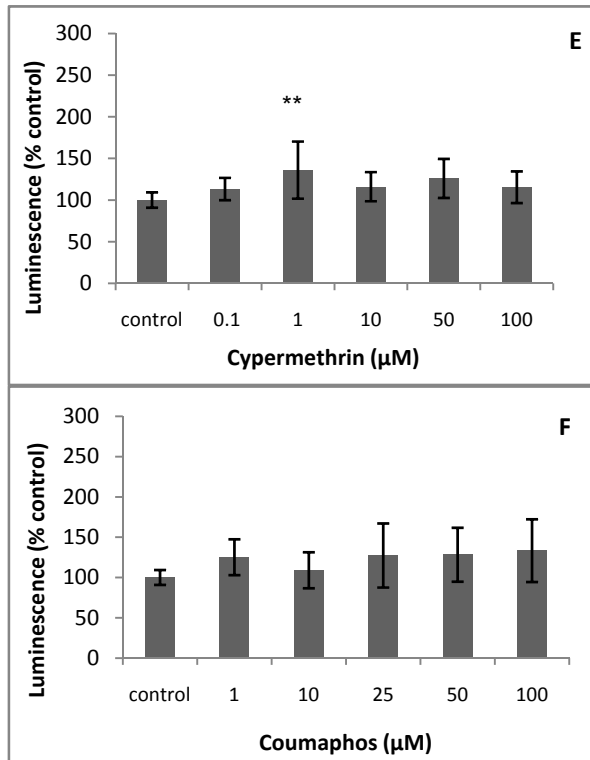 E
300
250
200
150
100
50
0
Luminescence (% control)
**
control 0.1 1 10 50 100
Cypermethrin (µM)
F
300
250
200
150
100
50
0
Luminescence (% control)
control 1 10 25 50 100
Coumaphos (µM)